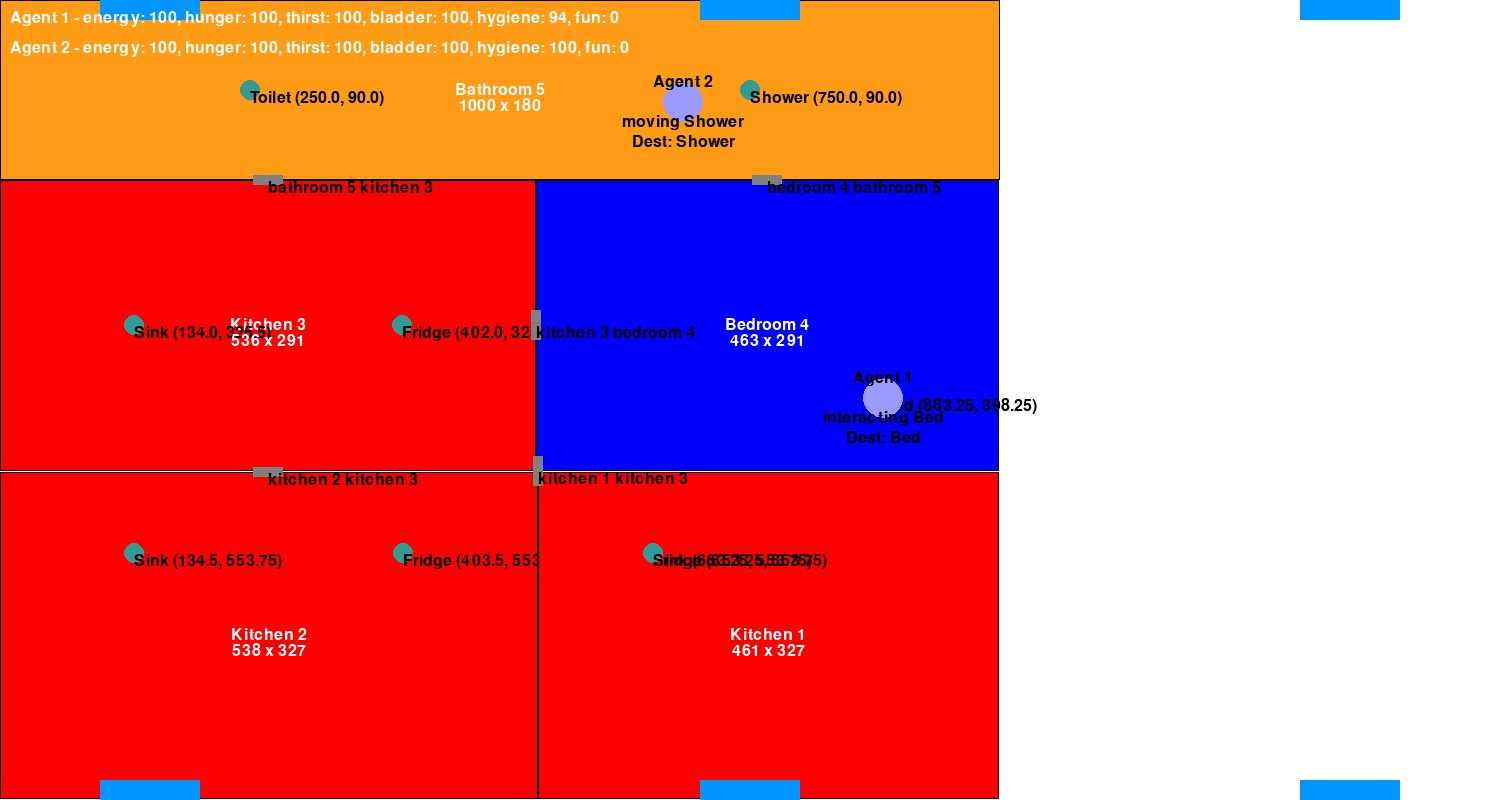 Agent 1 - energy: 100, hunger: 100, thirst: 100, bladder: 100, hygiene: 94, fun: 0
Agent 2 - energy: 100, hunger: 100, thirst: 100, bladder: 100, hygiene: 100, fun: 0
Toilet (250.0, 90.0)
Bathroom 5
1000 x 180
Agent 2
Shower (750.0, 90.0)
moving Shower
Dest: Shower
bathroom 5 kitchen 3
bedroom 4 bathroom 5
Sink (134.0,
Kitchen 3
536 x 291
Fridge (402.0, 32
kitchen 3 bedroom 4
Bedroom 4
463 x 291
Agent 1
(883.25, 398.25)
interacting Bed
Dest: Bed
kitchen 2 kitchen 3
kitchen 1 kitchen 3
Sink (134.5, 553.75)
Fridge (403.5, 553
Kitchen 2
538 x 327
Kitchen 1
461 x 327